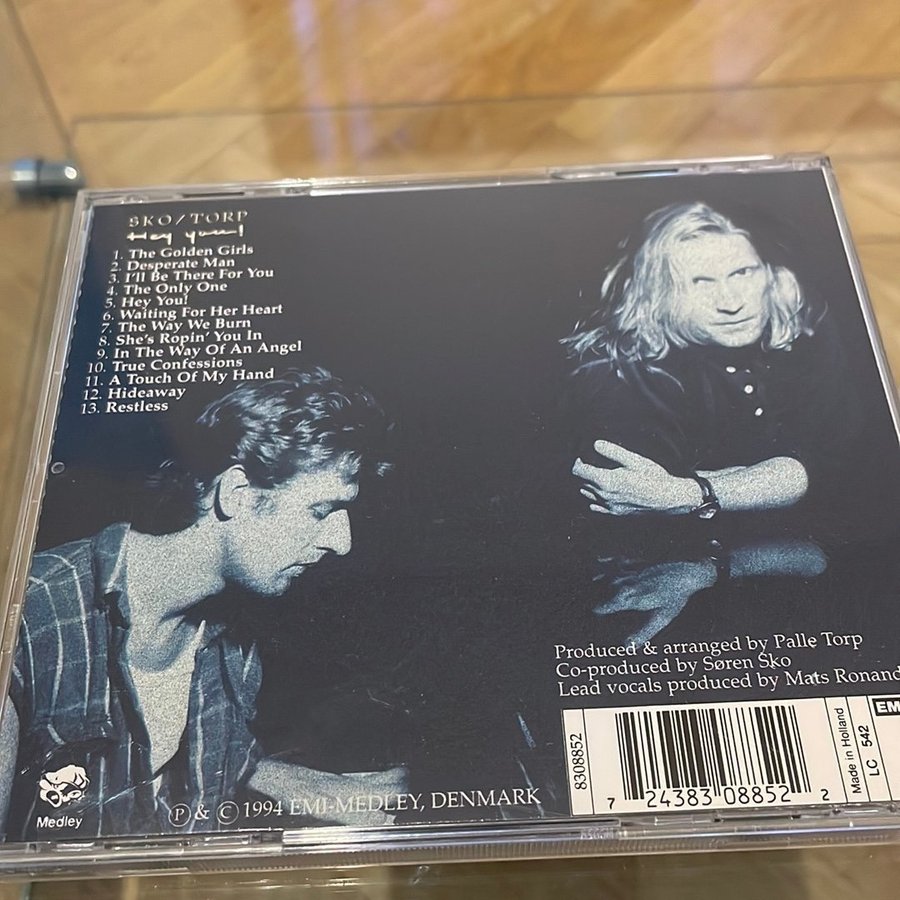 SKO/TORP
Hey you!
1. The Golden Girls
2. Desperate Man
3. I'll Be There For You
4. The Only One
5. Hey You!
6. Waiting For Her Heart
7. The Way We Burn
8. She's Ropin' You In
9. In The Way Of An Angel
10. True Confessions
11. A Touch Of My Hand
12. Hideaway
13. Restless
Produced & arranged by Palle Torp
Co-produced by Søren Sko
Lead vocals produced by Mats Ronand
8308852
7 24383 08852 2
Made in Holland
LC 542
EM
Medley
Ⓟ & © 1994 EMI-MEDLEY, DENMARK